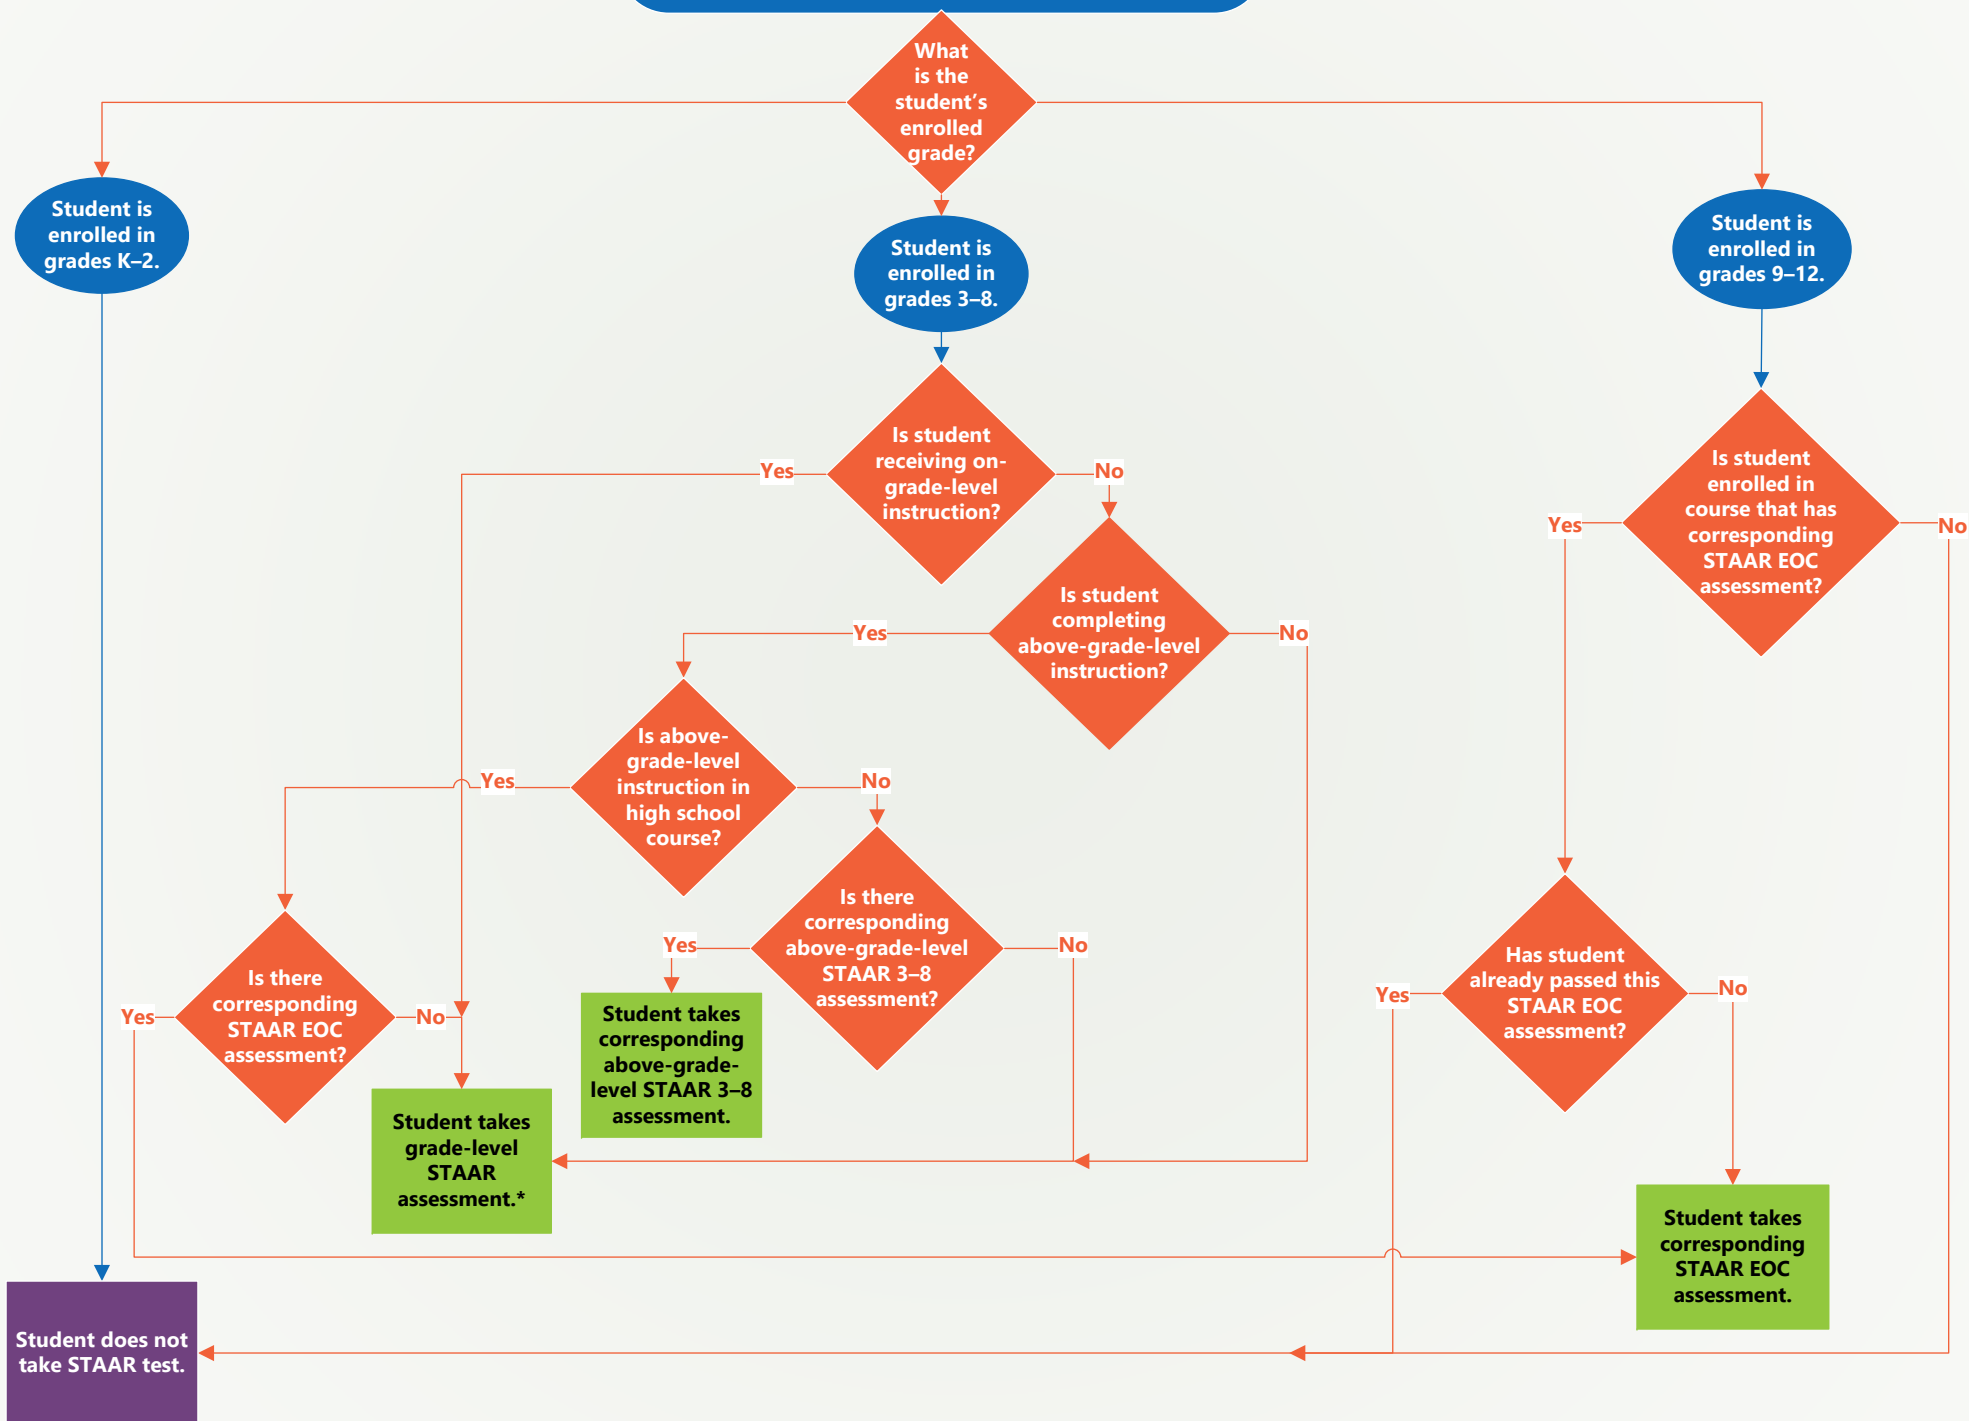 What
is the
student’s
enrolled
grade?
Student is
enrolled in
grades K–2.
Student is
enrolled in
grades 3–8.
Student is
enrolled in
grades 9–12.
Is student
receiving on-
grade-level
instruction?
Yes
No
Is student
enrolled in
course that has
corresponding
STAAR EOC
assessment?
Yes
No
Is student
completing
above-grade-level
instruction?
Yes
No
Is above-
grade-level
instruction in
high school
course?
Yes
No
Is there
corresponding
above-grade-level
STAAR 3–8
assessment?
Yes
No
Is there
corresponding
STAAR EOC
assessment?
Yes
No
Has student
already passed this
STAAR EOC
assessment?
Yes
No
Student takes
corresponding
above-grade-
level STAAR 3–8
assessment.
Student takes
grade-level
STAAR
assessment.*
Student takes
corresponding
STAAR EOC
assessment.
Student does not
take STAAR test.